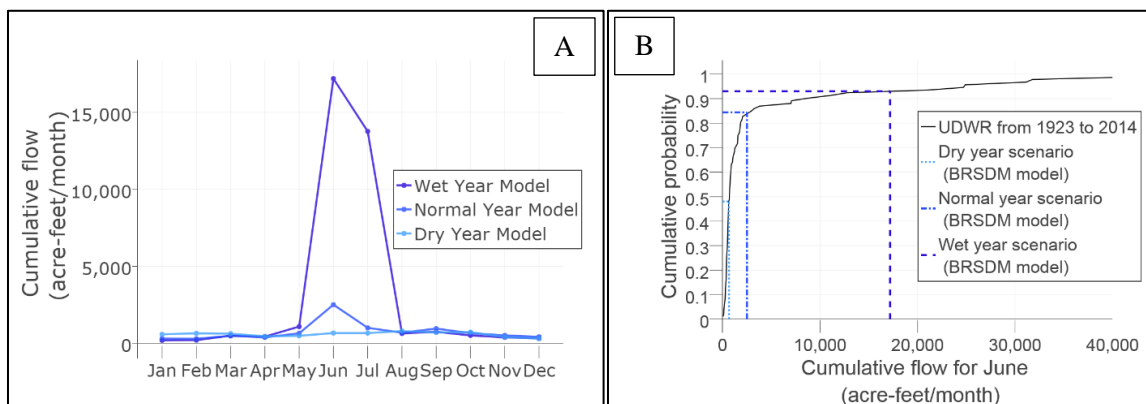 A
Cumulative flow
(acre-feet/month)
15,000
10,000
5,000
0
Jan Feb Mar Apr May Jun Jul Aug Sep Oct Nov Dec
Wet Year Model
Normal Year Model
Dry Year Model
B
Cumulative probability
1
0.9
0.8
0.7
0.6
0.5
0.4
0.3
0.2
0.1
0
0 10,000 20,000 30,000 40,000
Cumulative flow for June
(acre-feet/month)
UDWR from 1923 to 2014
Dry year scenario
(BRSDM model)
Normal year scenario
(BRSDM model)
Wet year scenario
(BRSDM model)